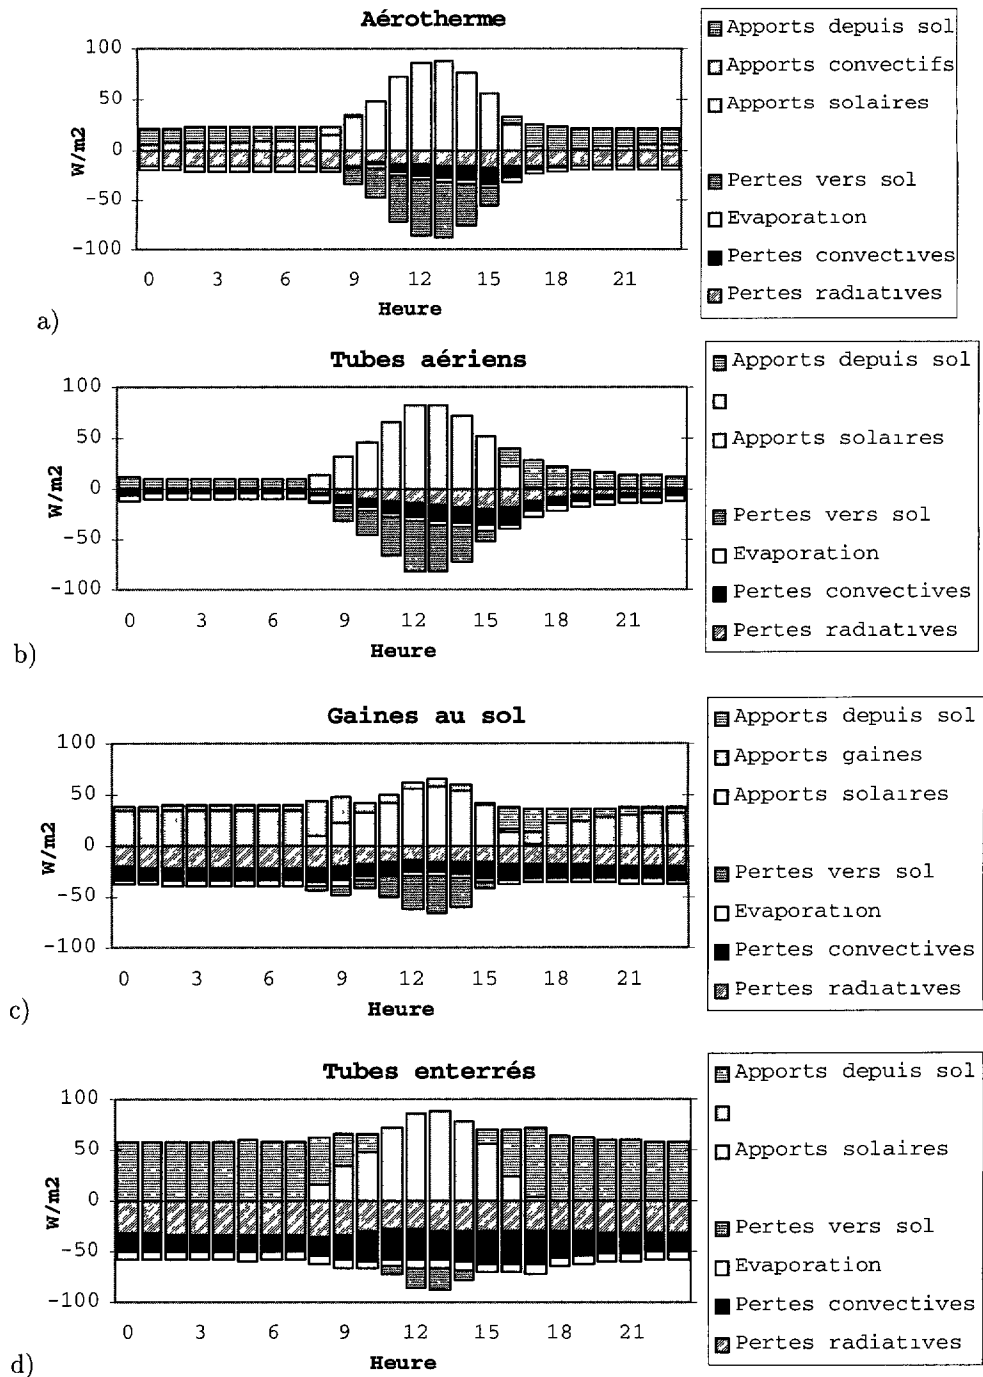 Aérotherme
100
50
0
-50
-100
W/m2
0 3 6 9 12 15 18 21
Heure
Apports depuis sol
Apports convectifs
Apports solaires
Pertes vers sol
Evaporation
Pertes convectives
Pertes radiatives
a)
Tubes aériens
100
50
0
-50
-100
W/m2
0 3 6 9 12 15 18 21
Heure
Apports depuis sol
Apports solaires
Pertes vers sol
Evaporation
Pertes convectives
Pertes radiatives
b)
Gaines au sol
100
50
0
-50
-100
W/m2
0 3 6 9 12 15 18 21
Heure
Apports depuis sol
Apports gaines
Apports solaires
Pertes vers sol
Evaporation
Pertes convectives
Pertes radiatives
c)
Tubes enterrés
100
50
0
-50
-100
W/m2
0 3 6 9 12 15 18 21
Heure
Apports depuis sol
Apports solaires
Pertes vers sol
Evaporation
Pertes convectives
Pertes radiatives
d)